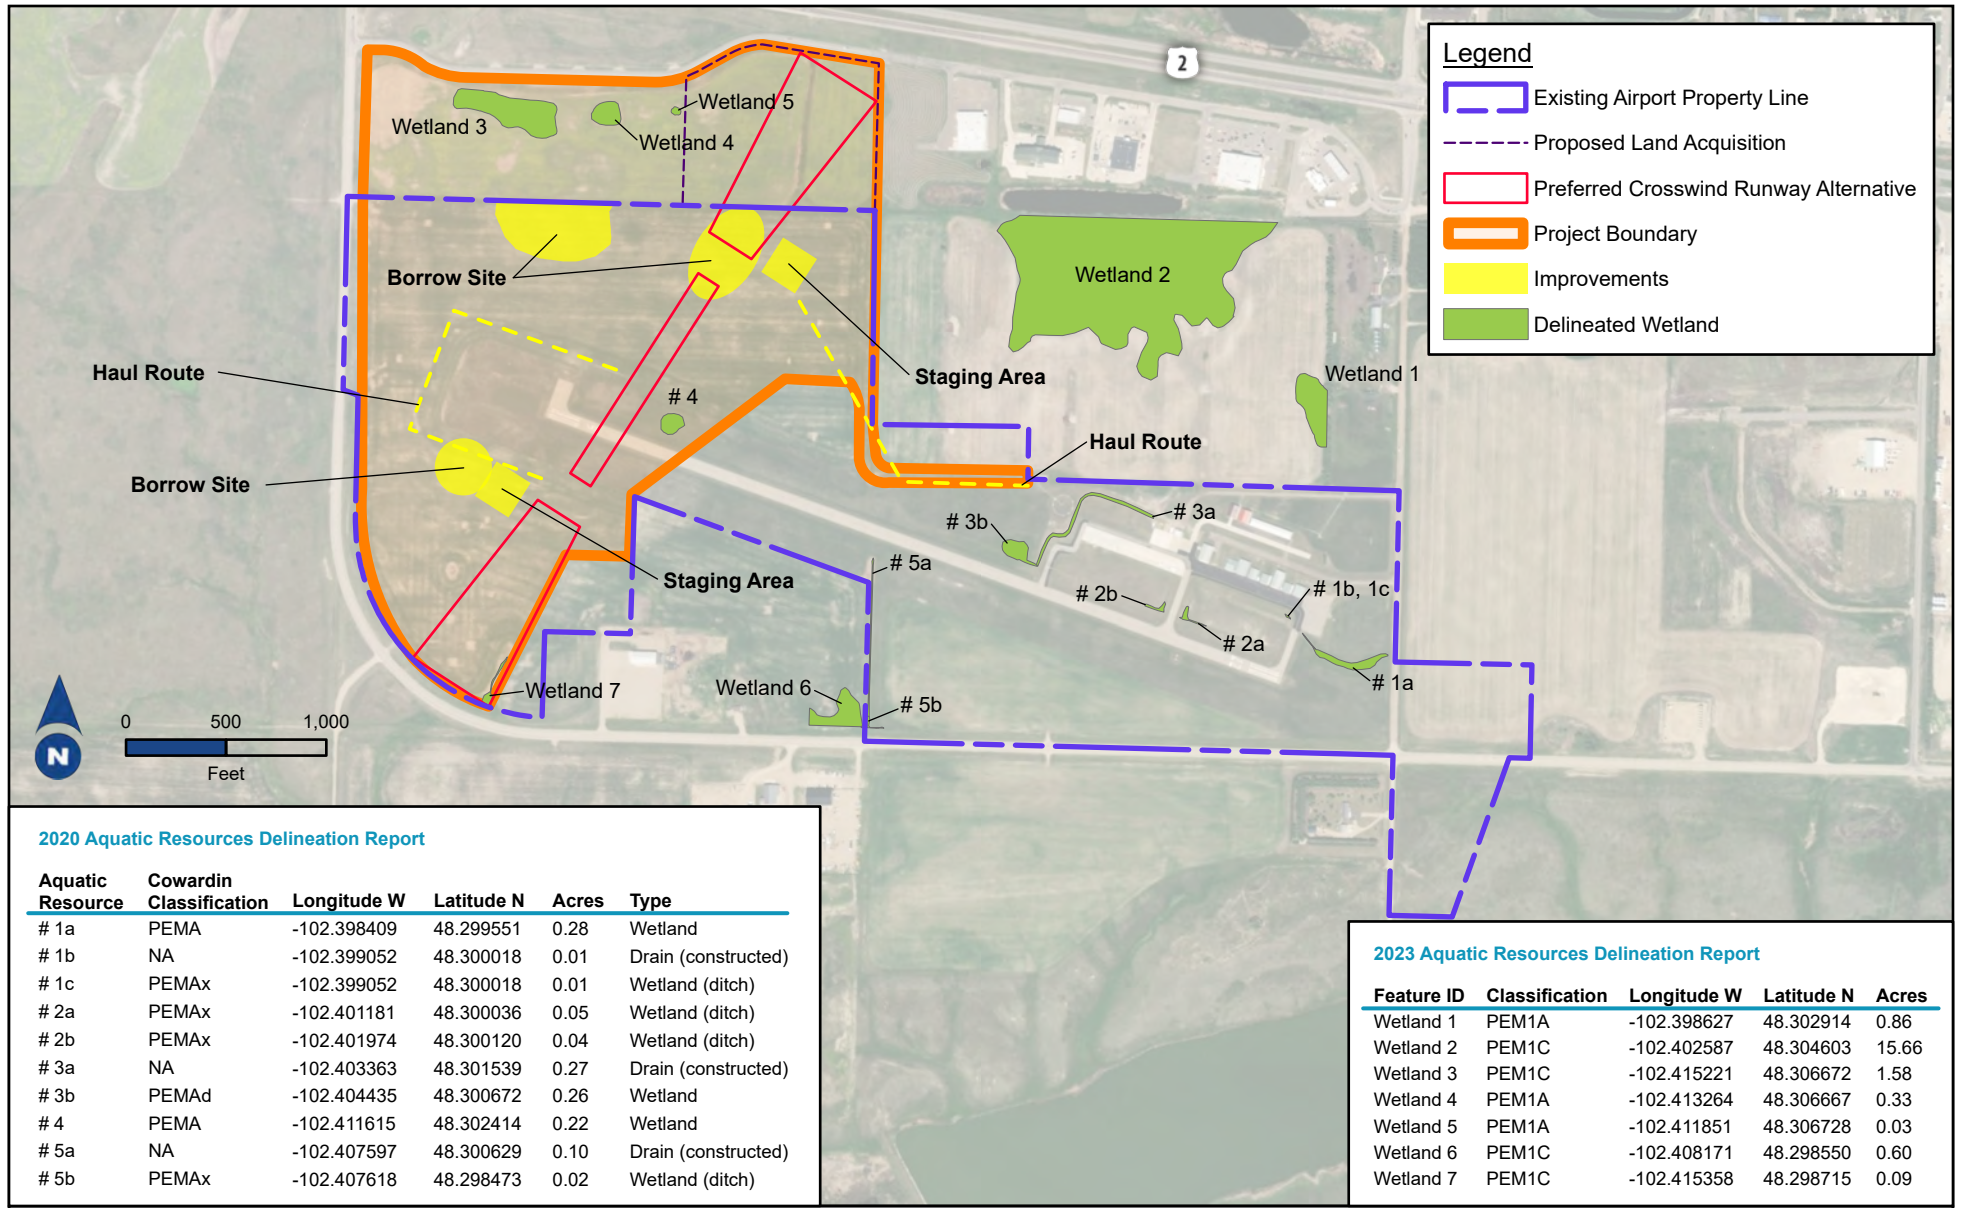 2
Legend
Existing Airport Property Line
Proposed Land Acquisition
Preferred Crosswind Runway Alternative
Project Boundary
Improvements
Delineated Wetland
Wetland 5
Wetland 3
Wetland 4
Borrow Site
Wetland 2
Haul Route
Staging Area
Wetland 1
# 4
Haul Route
Borrow Site
# 3a
# 3b
# 5a
Staging Area
# 2b
# 1b, 1c
# 2a
Wetland 7
Wetland 6
# 5b
# 1a
0 500 1,000
Feet
N
2020 Aquatic Resources Delineation Report
Aquatic Resource Cowardin Classification Longitude W Latitude N Acres Type
# 1a PEMA -102.398409 48.299551 0.28 Wetland
# 1b NA -102.399052 48.300018 0.01 Drain (constructed)
# 1c PEMAx -102.399052 48.300018 0.01 Wetland (ditch)
# 2a PEMAx -102.401181 48.300036 0.05 Wetland (ditch)
# 2b PEMAx -102.401974 48.300120 0.04 Wetland (ditch)
# 3a NA -102.403363 48.301539 0.27 Drain (constructed)
# 3b PEMAd -102.404435 48.300672 0.26 Wetland
# 4 PEMA -102.411615 48.302414 0.22 Wetland
# 5a NA -102.407597 48.300629 0.10 Drain (constructed)
# 5b PEMAx -102.407618 48.298473 0.02 Wetland (ditch)
2023 Aquatic Resources Delineation Report
Feature ID Classification Longitude W Latitude N Acres
Wetland 1 PEM1A -102.398627 48.302914 0.86
Wetland 2 PEM1C -102.402587 48.304603 15.66
Wetland 3 PEM1C -102.415221 48.306672 1.58
Wetland 4 PEM1A -102.413264 48.306667 0.33
Wetland 5 PEM1A -102.411851 48.306728 0.03
Wetland 6 PEM1C -102.408171 48.298550 0.60
Wetland 7 PEM1C -102.415358 48.298715 0.09